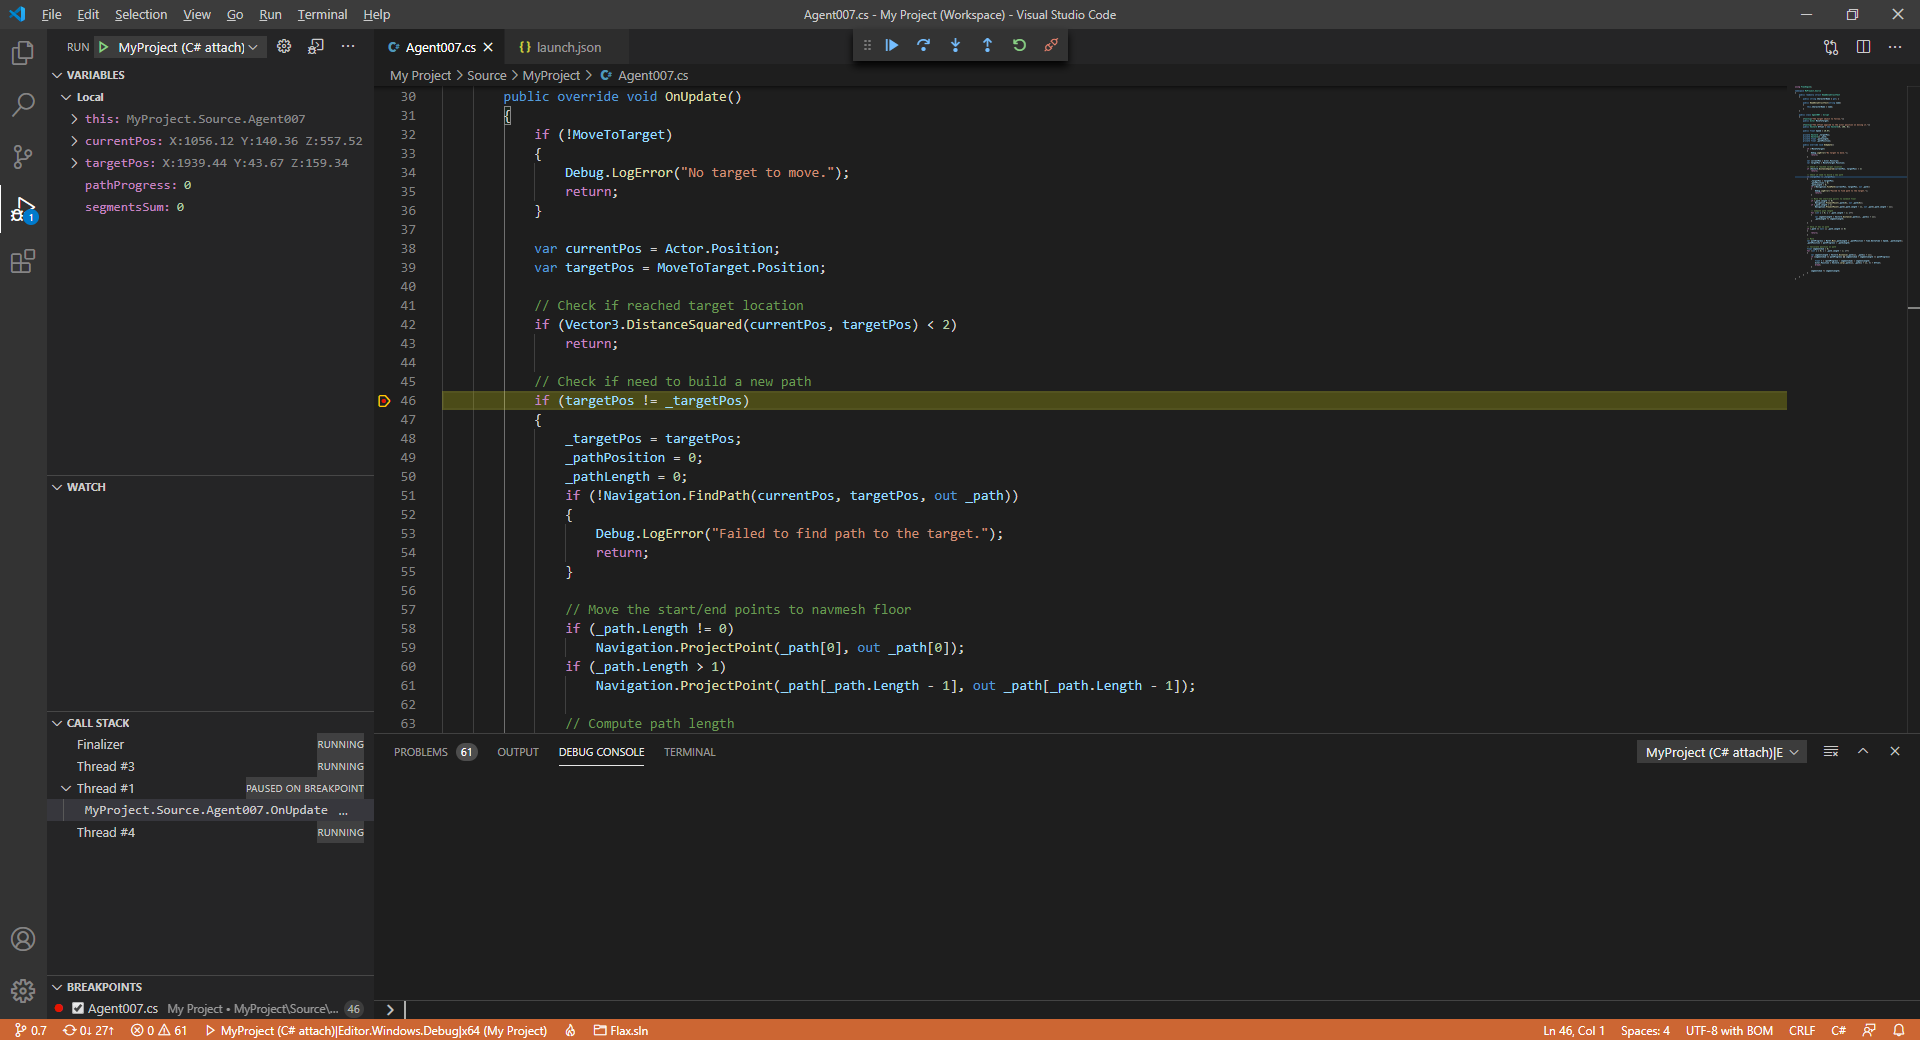 File Edit Selection View Go Run Terminal Help
Agent007.cs - My Project (Workspace) - Visual Studio Code
RUN MyProject (C# attach)
VARIABLES
Local
this: MyProject.Source.Agent007
currentPos: X:1056.12 Y:140.36 Z:557.52
targetPos: X:1939.44 Y:43.67 Z:159.34
pathProgress: 0
segmentsSum: 0
WATCH
CALL STACK
Finalizer RUNNING
Thread #3 RUNNING
Thread #1 PAUSED ON BREAKPOINT
MyProject.Source.Agent007.OnUpdate ...
Thread #4 RUNNING
BREAKPOINTS
Agent007.cs My Project • MyProject\Source\... 46
1
Agent007.cs launch.json
My Project > Source > MyProject > Agent007.cs
30 public override void OnUpdate()
31 {
32 if (!MoveToTarget)
33 {
34 Debug.LogError("No target to move.");
35 return;
36 }
37
38 var currentPos = Actor.Position;
39 var targetPos = MoveToTarget.Position;
40
41 // Check if reached target location
42 if (Vector3.DistanceSquared(currentPos, targetPos) < 2)
43 return;
44
45 // Check if need to build a new path
46 if (targetPos != _targetPos)
47 {
48 _targetPos = targetPos;
49 _pathPosition = 0;
50 _pathLength = 0;
51 if (!Navigation.FindPath(currentPos, targetPos, out _path))
52 {
53 Debug.LogError("Failed to find path to the target.");
54 return;
55 }
56
57 // Move the start/end points to navmesh floor
58 if (_path.Length != 0)
59 Navigation.ProjectPoint(_path[0], out _path[0]);
60 if (_path.Length > 1)
61 Navigation.ProjectPoint(_path[_path.Length - 1], out _path[_path.Length - 1]);
62
63 // Compute path length
PROBLEMS 61 OUTPUT DEBUG CONSOLE TERMINAL
MyProject (C# attach)|E
0.7 0↓ 27↑ 0 61 MyProject (C# attach)|Editor.Windows.Debug|x64 (My Project) Flax.sln
Ln 46, Col 1 Spaces: 4 UTF-8 with BOM CRLF C#